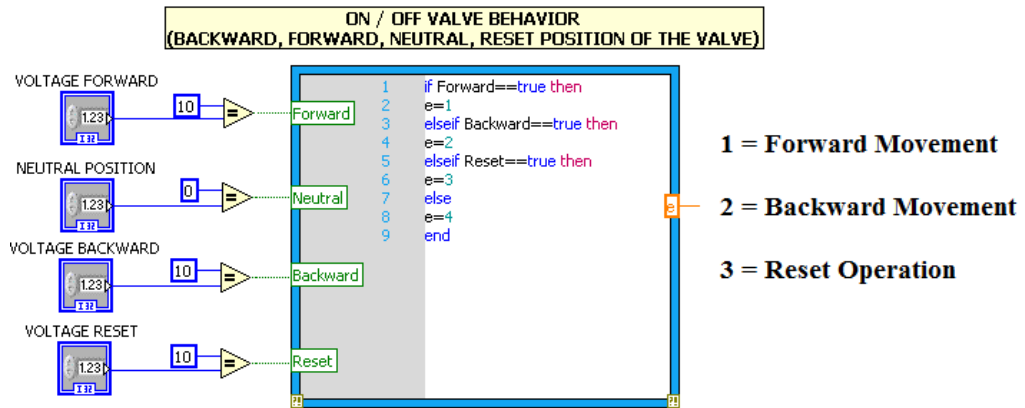 ON / OFF VALVE BEHAVIOR
(BACKWARD, FORWARD, NEUTRAL, RESET POSITION OF THE VALVE)
VOLTAGE FORWARD
1.23
I32
10
=
Forward
NEUTRAL POSITION
1.23
I32
0
=
Neutral
VOLTAGE BACKWARD
1.23
I32
10
=
Backward
VOLTAGE RESET
1.23
I32
10
=
Reset
1 if Forward==true then
2 e=1
3 elseif Backward==true then
4 e=2
5 elseif Reset==true then
6 e=3
7 else
8 e=4
9 end
e
?!
?!
1 = Forward Movement
2 = Backward Movement
3 = Reset Operation